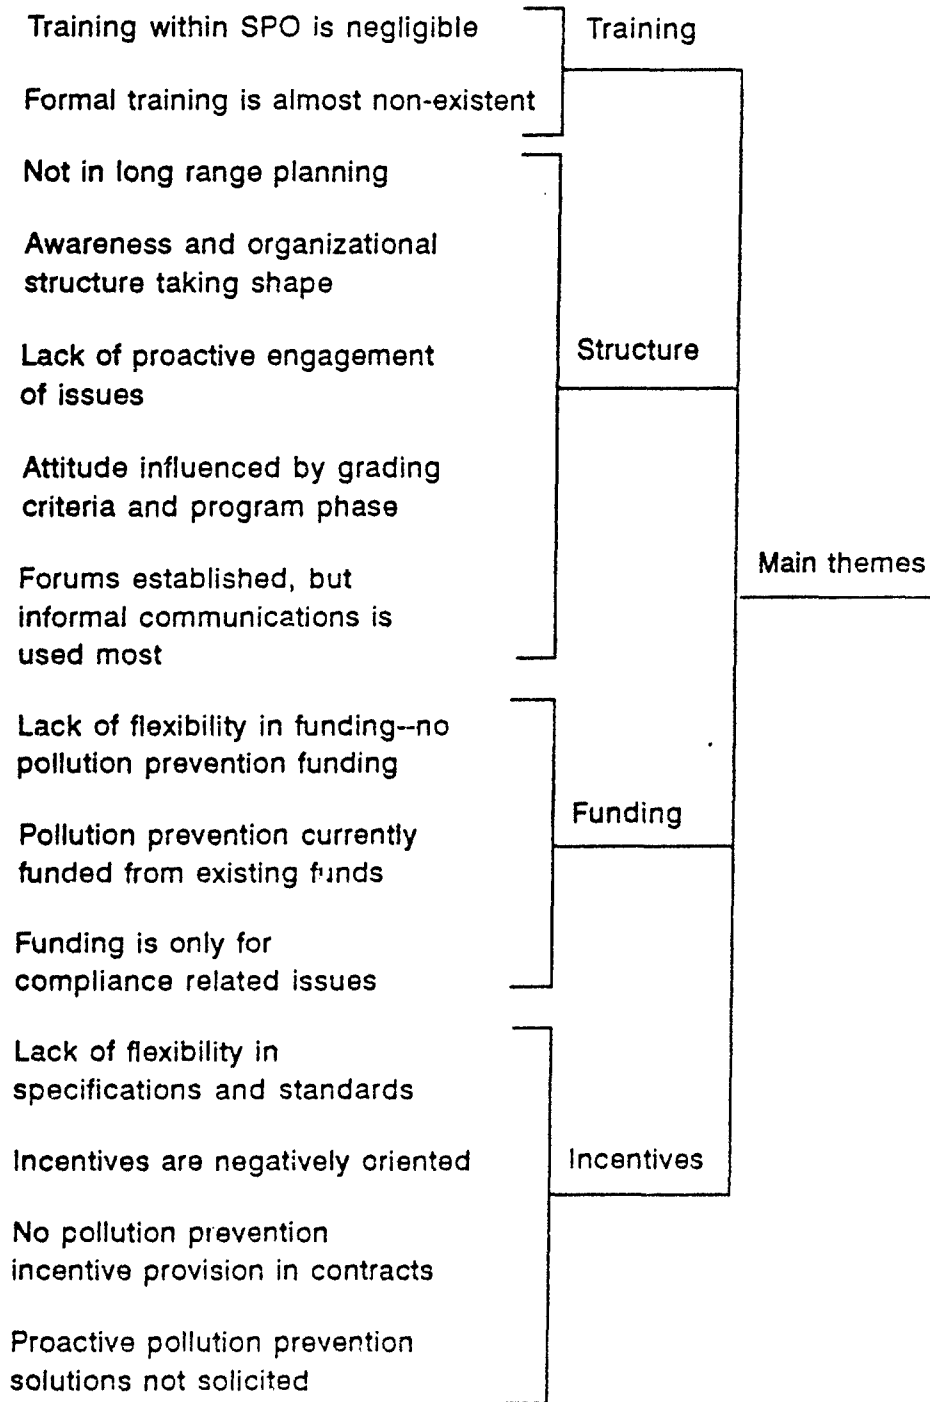 Training within SPO is negligible
Training
Formal training is almost non-existent
Not in long range planning
Awareness and organizational
structure taking shape
Lack of proactive engagement
of issues
Structure
Attitude influenced by grading
criteria and program phase
Forums established, but
informal communications is
used most
Main themes
Lack of flexibility in funding--no
pollution prevention funding
Funding
Pollution prevention currently
funded from existing funds
Funding is only for
compliance related issues
Lack of flexibility in
specifications and standards
Incentives are negatively oriented
Incentives
No pollution prevention
incentive provision in contracts
Proactive pollution prevention
solutions not solicited